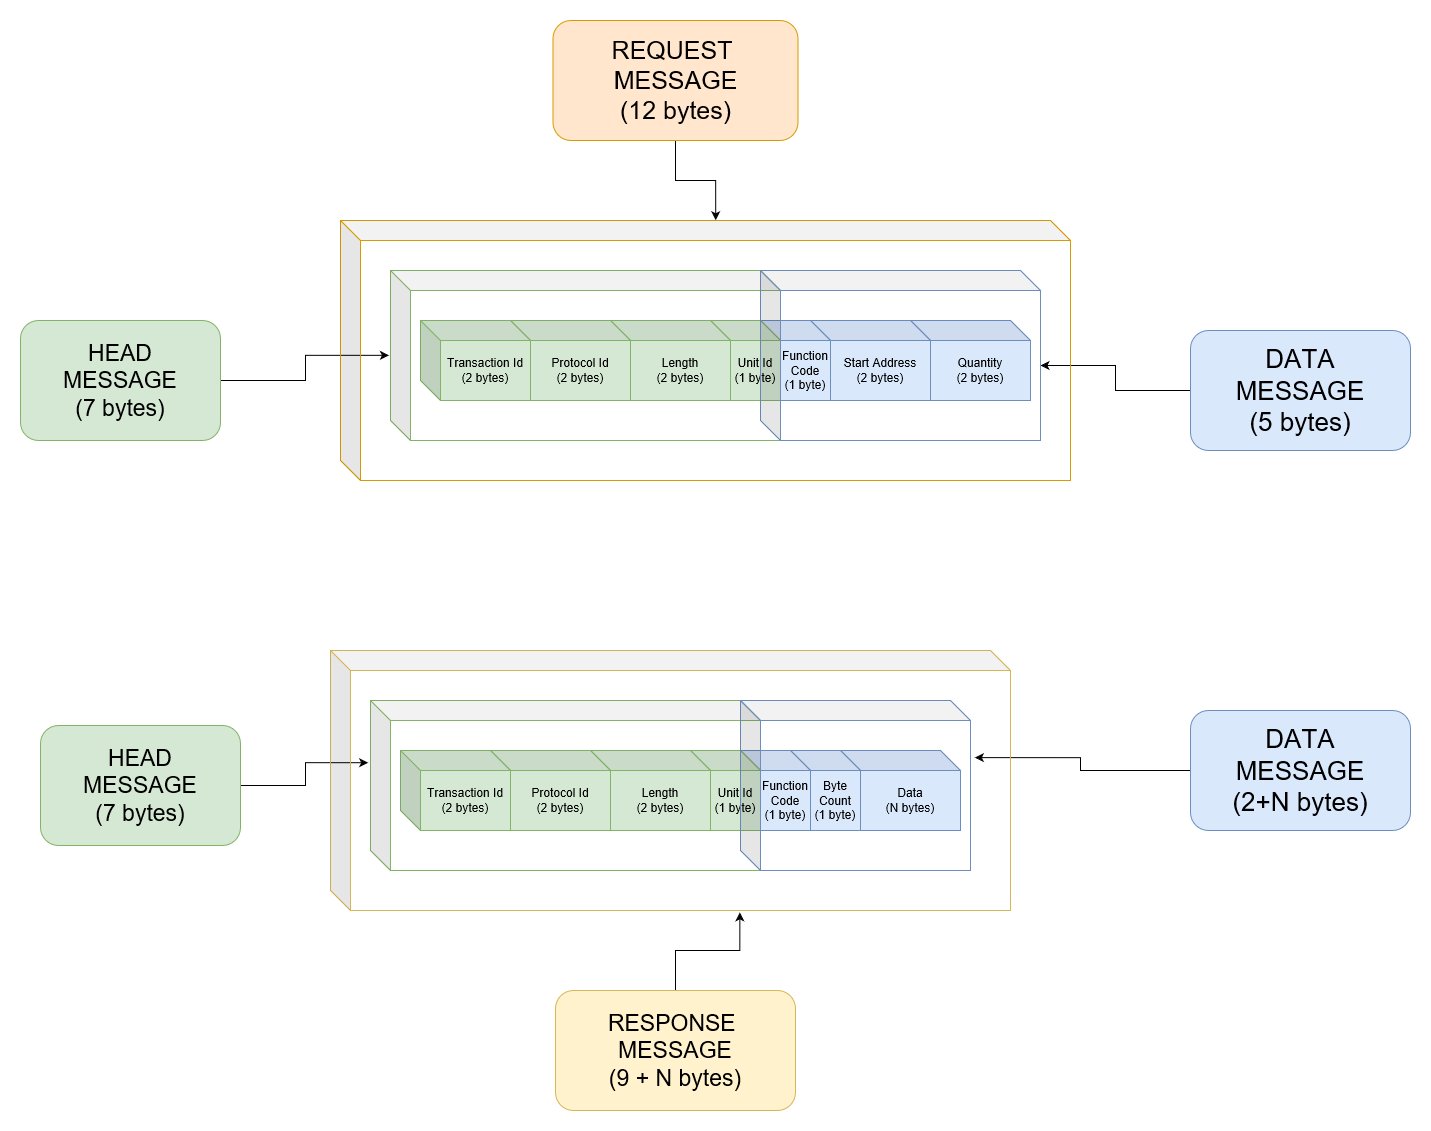 REQUEST
MESSAGE
(12 bytes)
HEAD
MESSAGE
(7 bytes)
Transaction Id
(2 bytes)
Protocol Id
(2 bytes)
Length
(2 bytes)
Unit Id
(1 byte)
Function
Code
(1 byte)
Start Address
(2 bytes)
Quantity
(2 bytes)
DATA
MESSAGE
(5 bytes)
HEAD
MESSAGE
(7 bytes)
Transaction Id
(2 bytes)
Protocol Id
(2 bytes)
Length
(2 bytes)
Unit Id
(1 byte)
Function
Code
(1 byte)
Byte
Count
(1 byte)
Data
(N bytes)
DATA
MESSAGE
(2+N bytes)
RESPONSE
MESSAGE
(9 + N bytes)